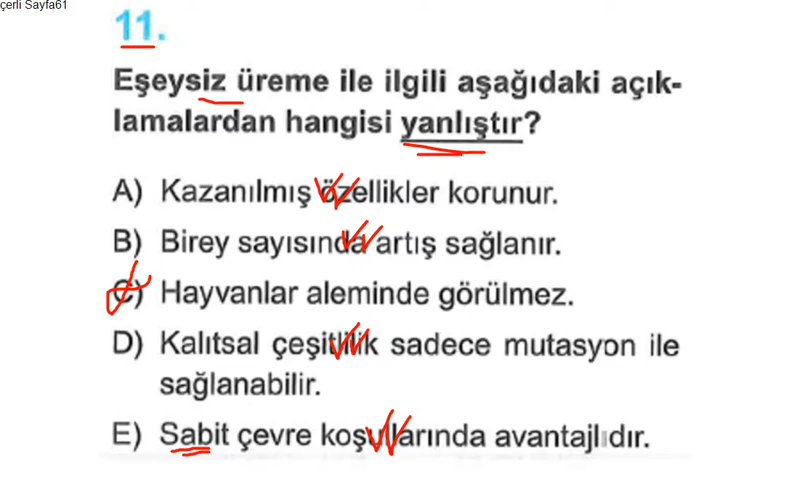 çerli Sayfa61
11.
Eşeysiz üreme ile ilgili aşağıdaki açık-
lamalardan hangisi yanlıştır?
A) Kazanılmış özellikler korunur.
B) Birey sayısında artış sağlanır.
C) Hayvanlar aleminde görülmez.
D) Kalıtsal çeşitlilik sadece mutasyon ile
sağlanabilir.
E) Sabit çevre koşullarında avantajlıdır.